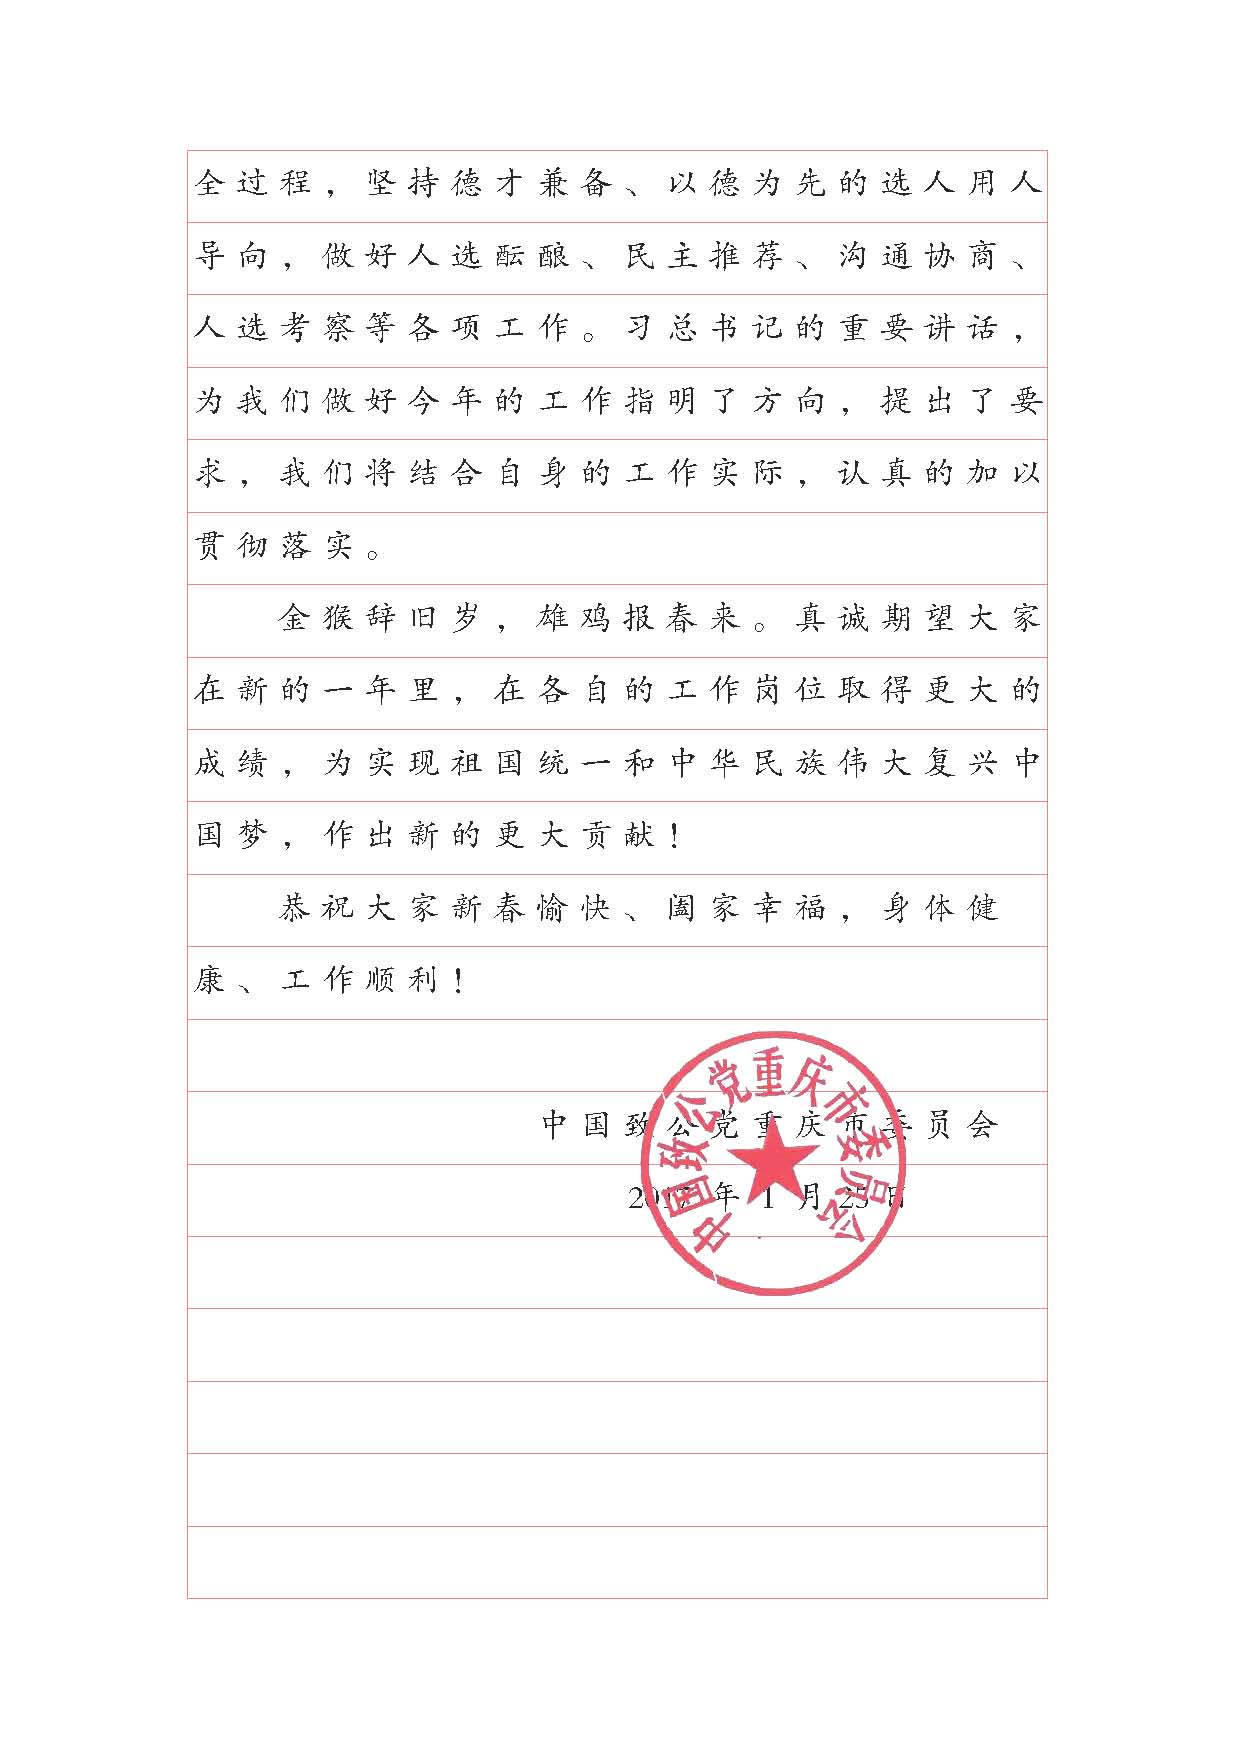 全过程，坚持德才兼备、以德为先的选人用人
导向，做好人选酝酿、民主推荐、沟通协商、
人选考察等各项工作。习总书记的重要讲话，
为我们做好今年的工作指明了方向，提出了要
求，我们将结合自身的工作实际，认真的加以
贯彻落实。
金猴辞旧岁，雄鸡报春来。真诚期望大家
在新的一年里，在各自的工作岗位取得更大的
成绩，为实现祖国统一和中华民族伟大复兴中
国梦，作出新的更大贡献！
恭祝大家新春愉快、阖家幸福，身体健
康、工作顺利！
中国致公党重庆市委员会
2017年1月25日
中国致公党重庆市委员会